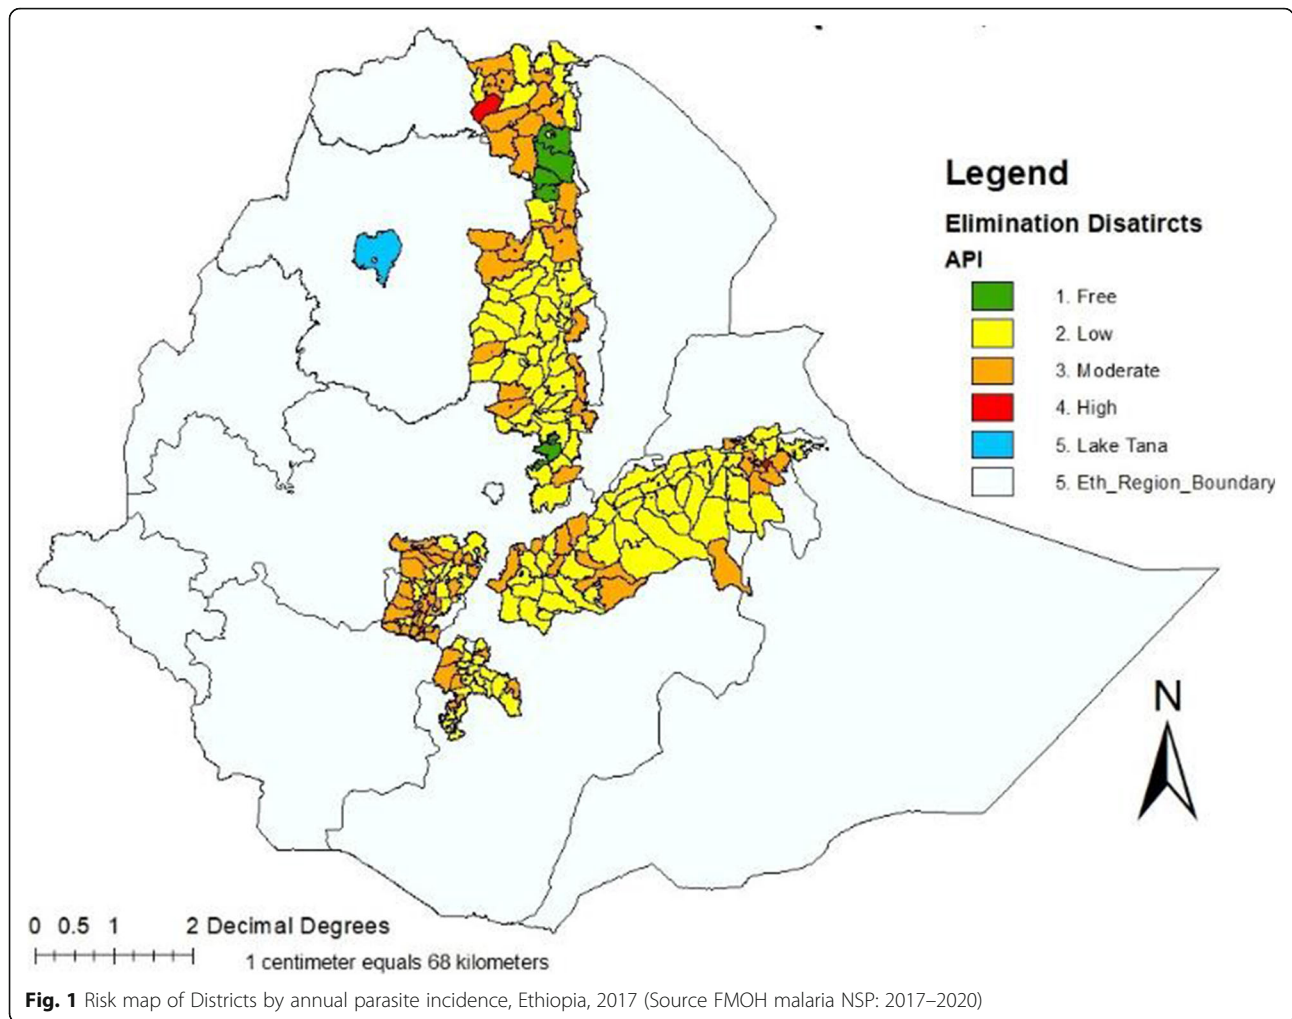 Legend
Elimination Disatircts
API
1. Free
2. Low
3. Moderate
4. High
5. Lake Tana
5. Eth_Region_Boundary
N
0 0.5 1 2 Decimal Degrees
1 centimeter equals 68 kilometers
Fig. 1 Risk map of Districts by annual parasite incidence, Ethiopia, 2017 (Source FMOH malaria NSP: 2017–2020)